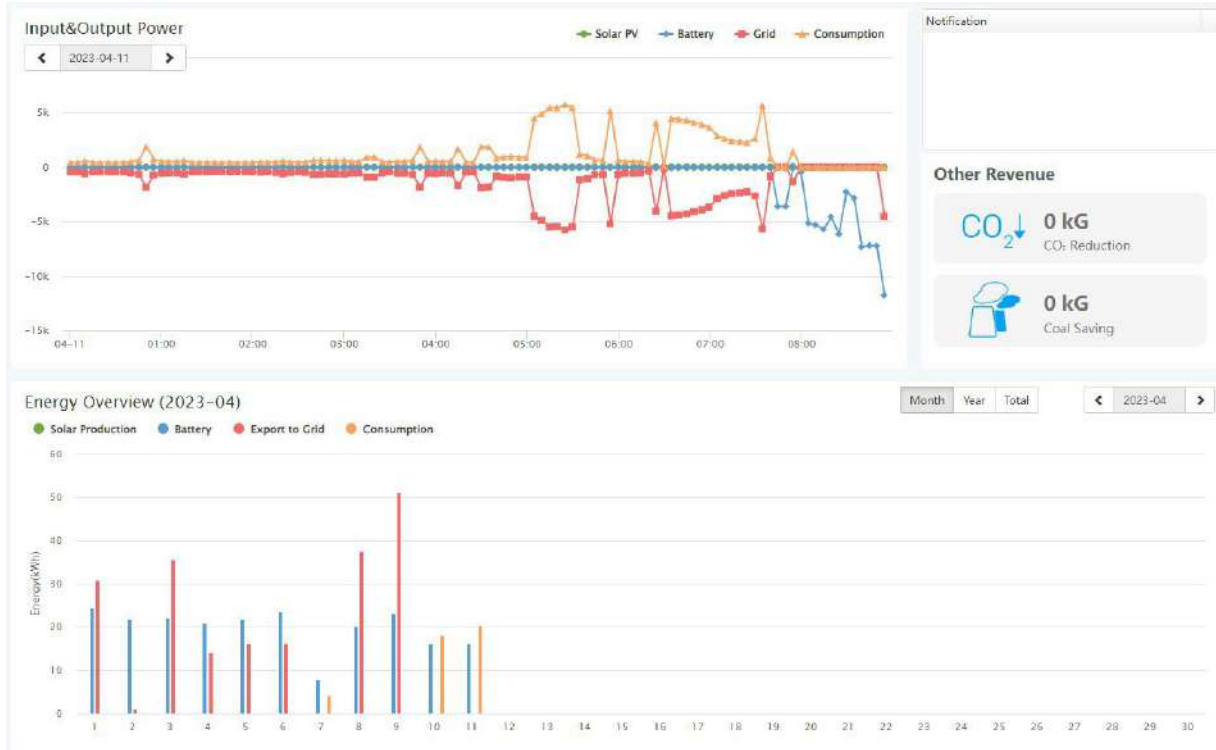 Input&Output Power
Solar PV Battery Grid Consumption
2023-04-11
5k
0
-5k
-10k
-15k
04-11 01:00 02:00 03:00 04:00 05:00 06:00 07:00 08:00
Notification
Other Revenue
CO2 0 kG
CO2 Reduction
0 kG
Coal Saving
Energy Overview (2023-04)
Month Year Total
2023-04
Solar Production Battery Export to Grid Consumption
Energy(kWh)
60
50
40
30
20
10
0
1 2 3 4 5 6 7 8 9 10 11 12 13 14 15 16 17 18 19 20 21 22 23 24 25 26 27 28 29 30